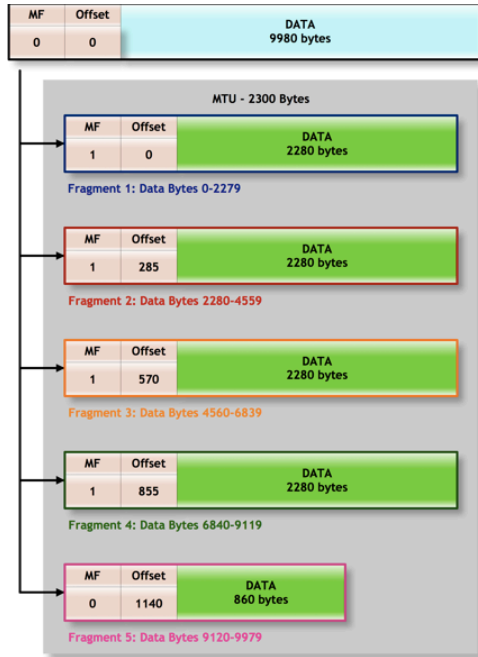 MF Offset DATA
0 0 9980 bytes
MTU - 2300 Bytes
MF Offset DATA
1 0 2280 bytes
Fragment 1: Data Bytes 0-2279
MF Offset DATA
1 285 2280 bytes
Fragment 2: Data Bytes 2280-4559
MF Offset DATA
1 570 2280 bytes
Fragment 3: Data Bytes 4560-6839
MF Offset DATA
1 855 2280 bytes
Fragment 4: Data Bytes 6840-9119
MF Offset DATA
0 1140 860 bytes
Fragment 5: Data Bytes 9120-9979